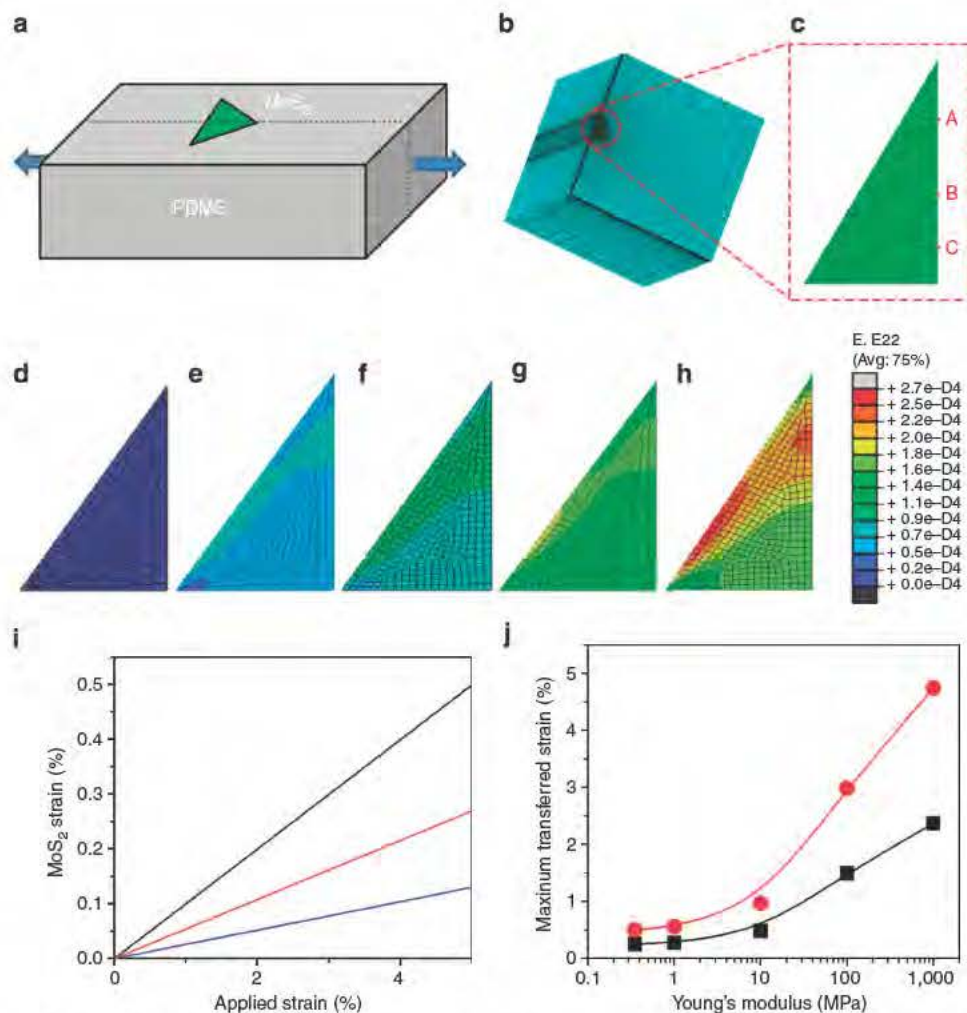 a
b
c
A
B
C
d
e
f
g
h
E. E22
(Avg: 75%)
+ 2.7e–D4
+ 2.5e–D4
+ 2.2e–D4
+ 2.0e–D4
+ 1.8e–D4
+ 1.6e–D4
+ 1.4e–D4
+ 1.1e–D4
+ 0.9e–D4
+ 0.7e–D4
+ 0.5e–D4
+ 0.2e–D4
+ 0.0e–D4
i
0.5
0.4
0.3
0.2
0.1
0.0
MoS2 strain (%)
0
2
4
Applied strain (%)
j
5
4
3
2
1
0
Maxinum transferred strain (%)
0.1
1
10
100
1,000
Young's modulus (MPa)